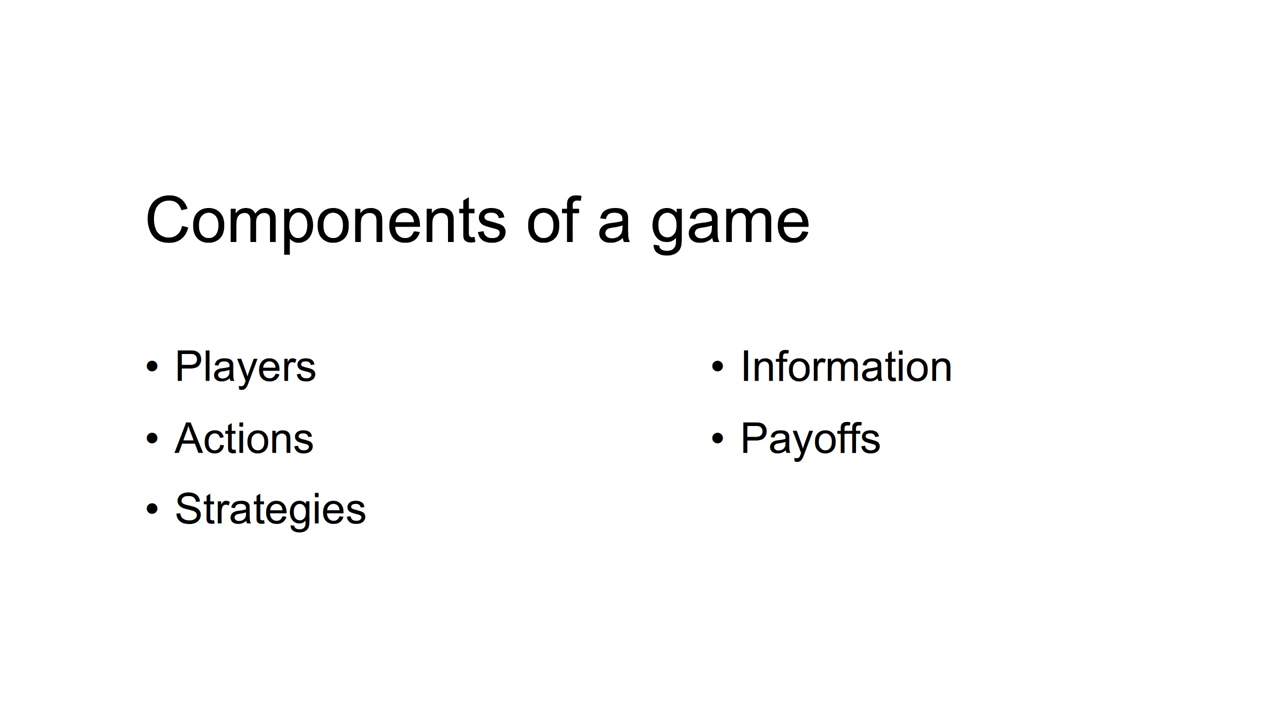 Components of a game
• Players
• Actions
• Strategies
• Information
• Payoffs